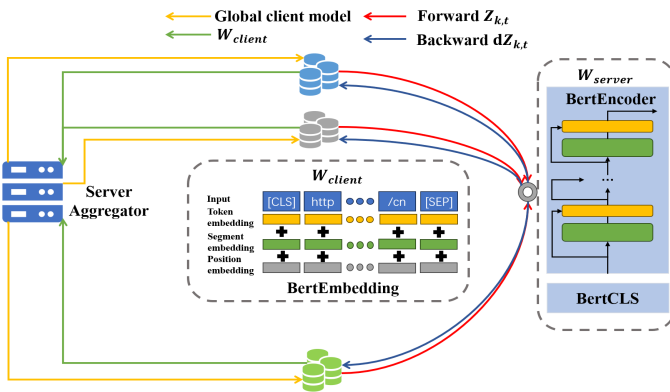 Global client model
Forward Z_{k,t}
W_{client}
Backward dZ_{k,t}
W_{server}
BertEncoder
...
W_{client}
Server
Aggregator
Input [CLS] http /cn [SEP]
Token
embedding
Segment
embedding
Position
embedding
BertEmbedding
BertCLS